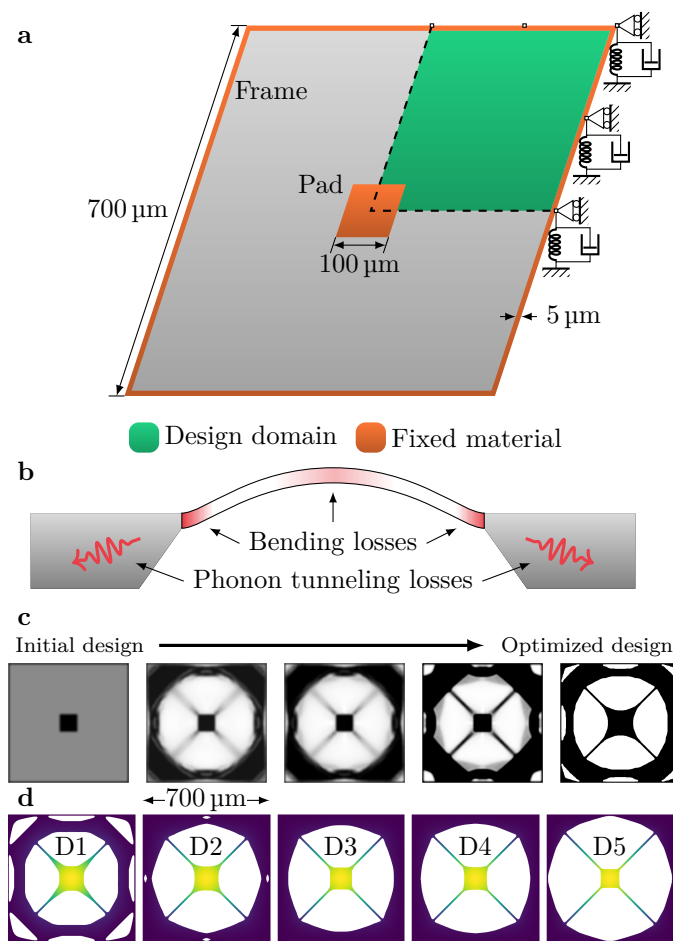 a
Frame
Pad
700 µm
100 µm
5 µm
Design domain
Fixed material
b
Bending losses
Phonon tunneling losses
c
Initial design
Optimized design
700 µm
d
D1
D2
D3
D4
D5